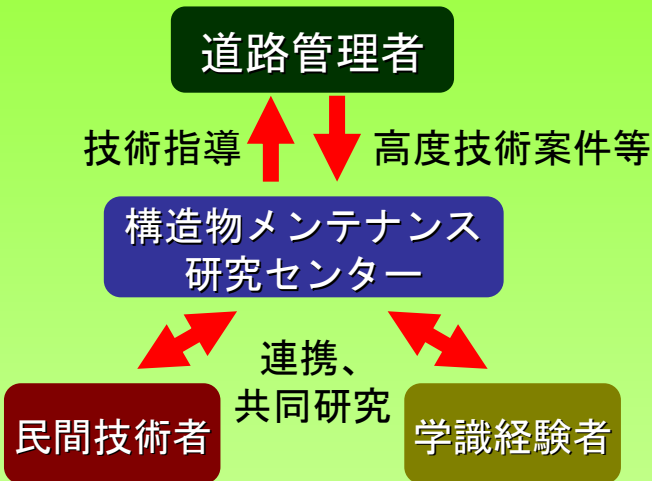 道路管理者
技術指導
高度技術案件等
構造物メンテナンス
研究センター
連携、
共同研究
民間技術者
学識経験者